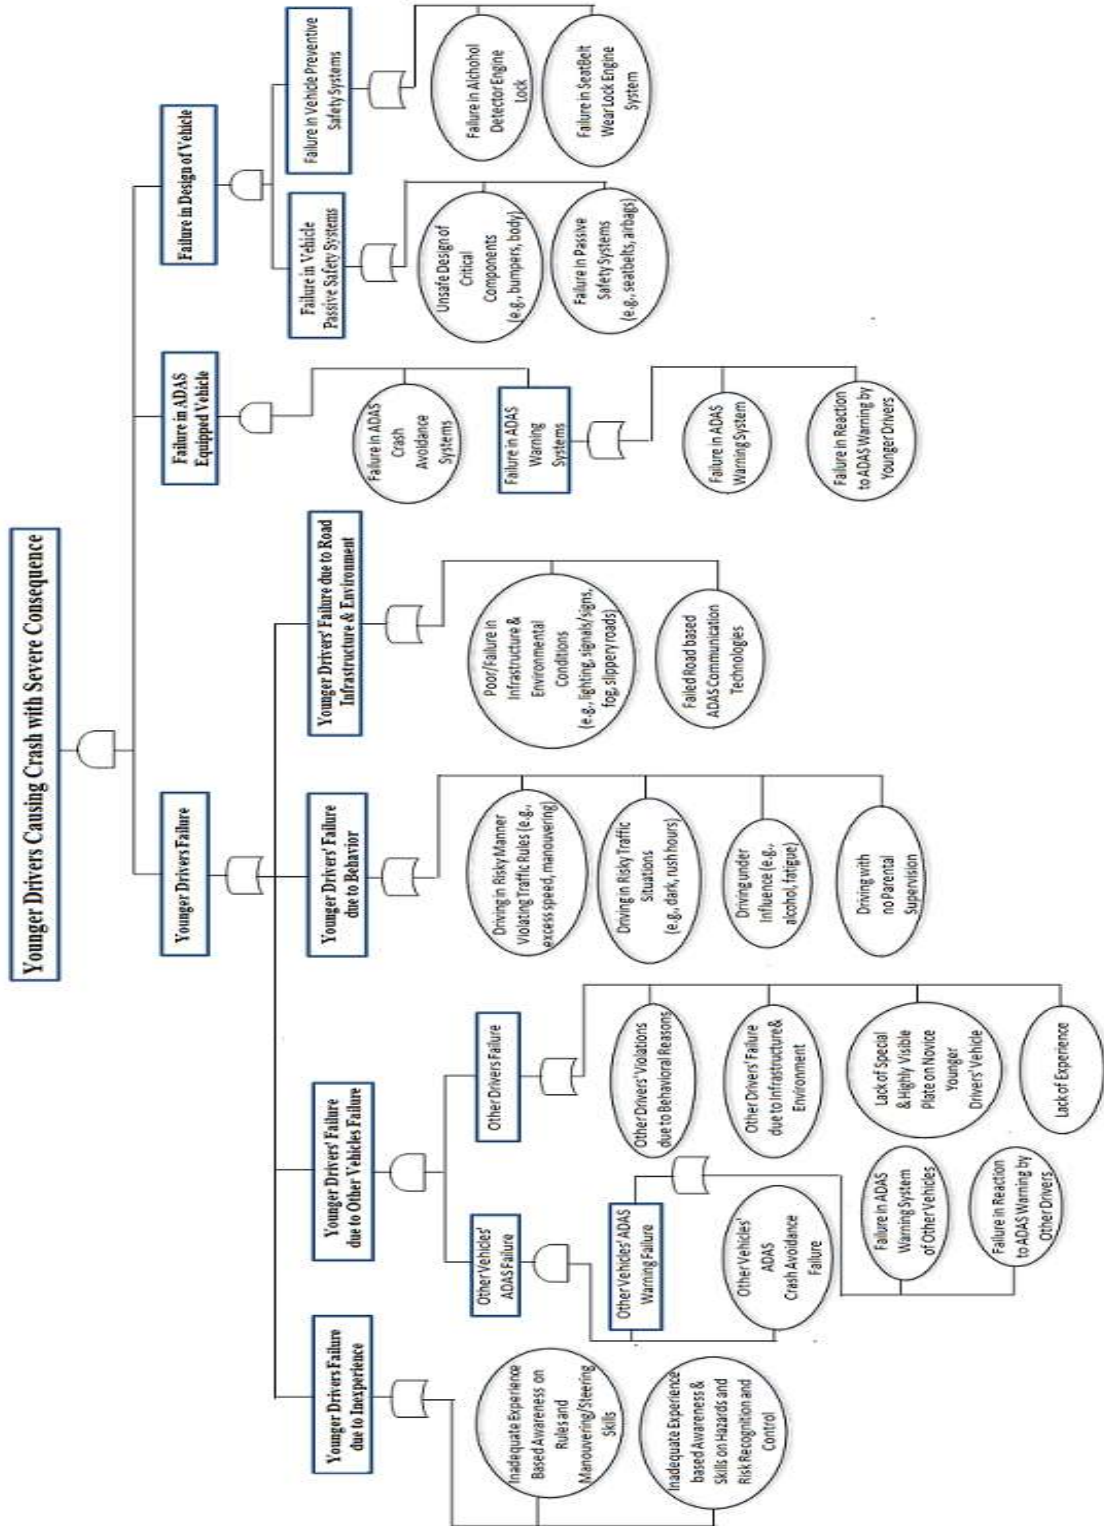 Younger Drivers Causing Crash with Severe Consequence
Younger Drivers Failure
Failure in ADAS
Equipped Vehicle
Failure in Design of Vehicle
Younger Drivers Failure
due to Inexperience
Younger Drivers' Failure
due to Other Vehicles Failure
Younger Drivers' Failure
due to Behavior
Younger Drivers' Failure due to Road
Infrastructure & Environment
Failure in Vehicle
Passive Safety Systems
Failure in Vehicle Preventive
Safety Systems
Inadequate Experience
Based Awareness on
Rules and
Manouvering/Steering
Skills
Inadequate Experience
based Awareness &
Skills on Hazards and
Risk Recognition and
Control
Other Vehicles'
ADAS Failure
Other Drivers Failure
Other Vehicles' ADAS
Warning Failure
Other Vehicles'
ADAS
Crash Avoidance
Failure
Failure in ADAS
Warning System
of Other Vehicles
Failure in Reaction
to ADAS Warning by
Other Drivers
Other Drivers' Violations
due to Behavioral Reasons
Other Drivers' Failure
due to Infrastructure &
Environment
Lack of Special
& Highly Visible
Plate on Novice
Younger
Drivers' Vehicle
Lack of Experience
Driving in Risky Manner
Violating Traffic Rules (e.g.,
excess speed, manouvering)
Driving in Risky Traffic
Situations
(e.g., dark, rush hours)
Driving under
Influence (e.g.,
alcohol, fatigue)
Driving with
no Parental
Supervision
Poor/Failure in
Infrastructure &
Environmental
Conditions
(e.g., lighting, signals/signs,
fog, slippery roads)
Failed Road based
ADAS Communication
Technologies
Failure in ADAS
Crash
Avoidance
Systems
Failure in ADAS
Warning
Systems
Failure in ADAS
Warning System
Failure in Reaction
to ADAS Warning by
Younger Drivers
Unsafe Design of
Critical
Components
(e.g., bumpers, body)
Failure in Passive
Safety Systems
(e.g., seatbelts, airbags)
Failure in Alchohol
Detector Engine
Lock
Failure in SeatBelt
Wear Lock Engine
System